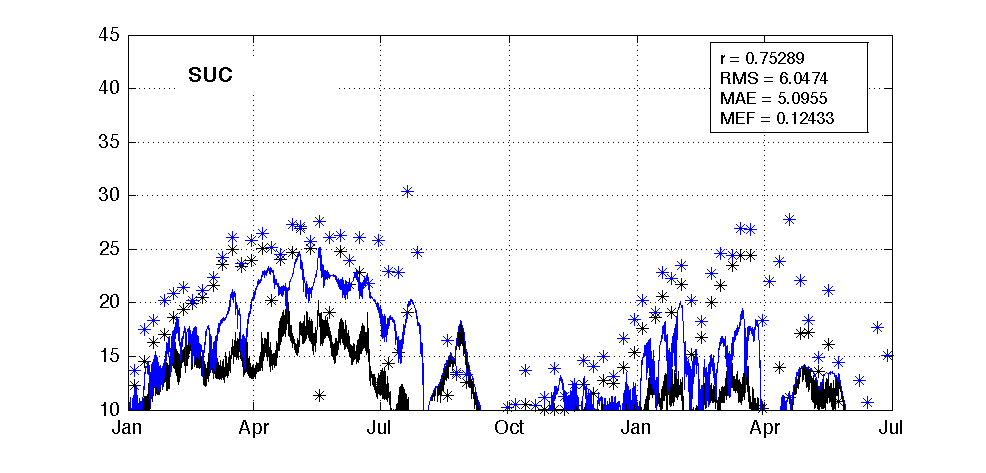 45
SUC
r = 0.75289
RMS = 6.0474
MAE = 5.0955
MEF = 0.12433
40
35
30
25
20
15
10
Jan Apr Jul Oct Jan Apr Jul